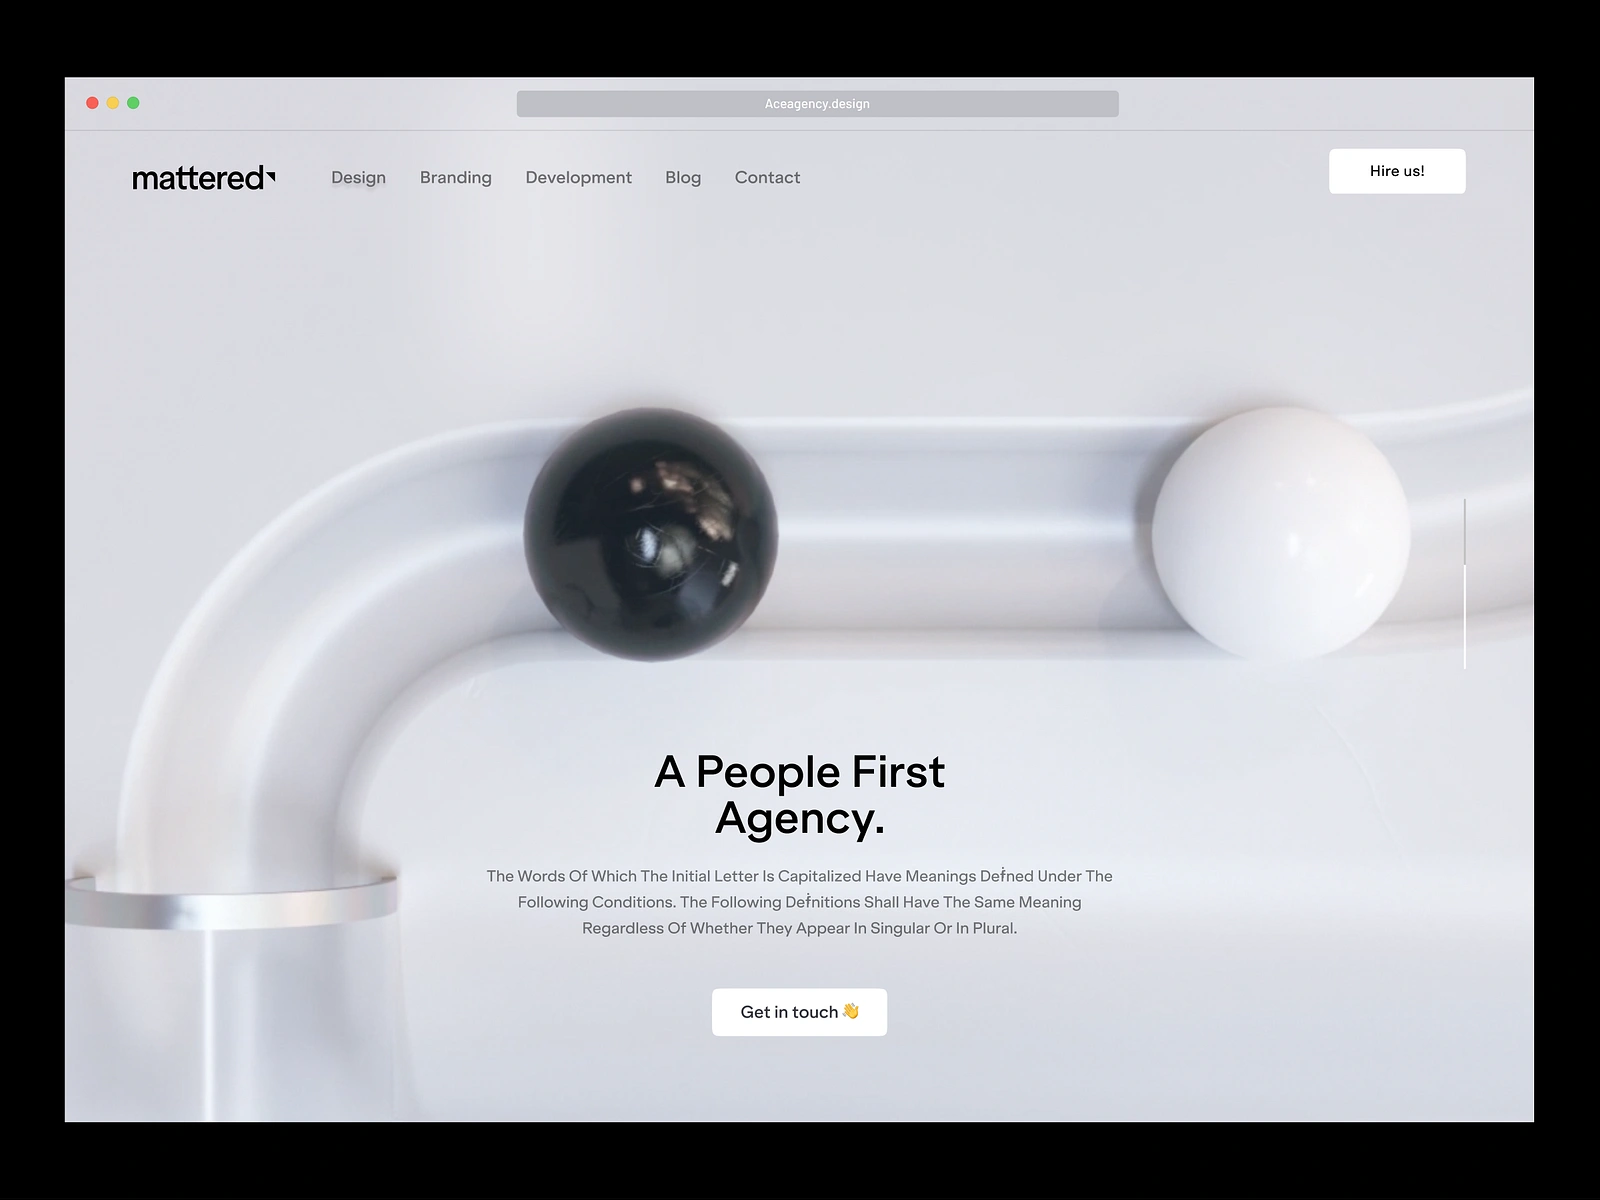 Aceagency.design
mattered
Design Branding Development Blog Contact
Hire us!
A People First
Agency.
The Words Of Which The Initial Letter Is Capitalized Have Meanings Defined Under The
Following Conditions. The Following Definitions Shall Have The Same Meaning
Regardless Of Whether They Appear In Singular Or In Plural.
Get in touch 👋